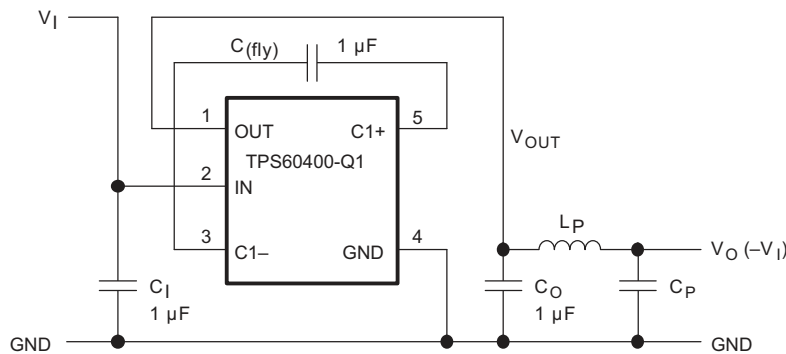 VI
C(fly) 1 µF
1 5
OUT C1+
TPS60400-Q1
VOUT
2
IN
LP
3 4
C1– GND
VO (–VI)
CI
1 µF
CO
1 µF
CP
GND GND